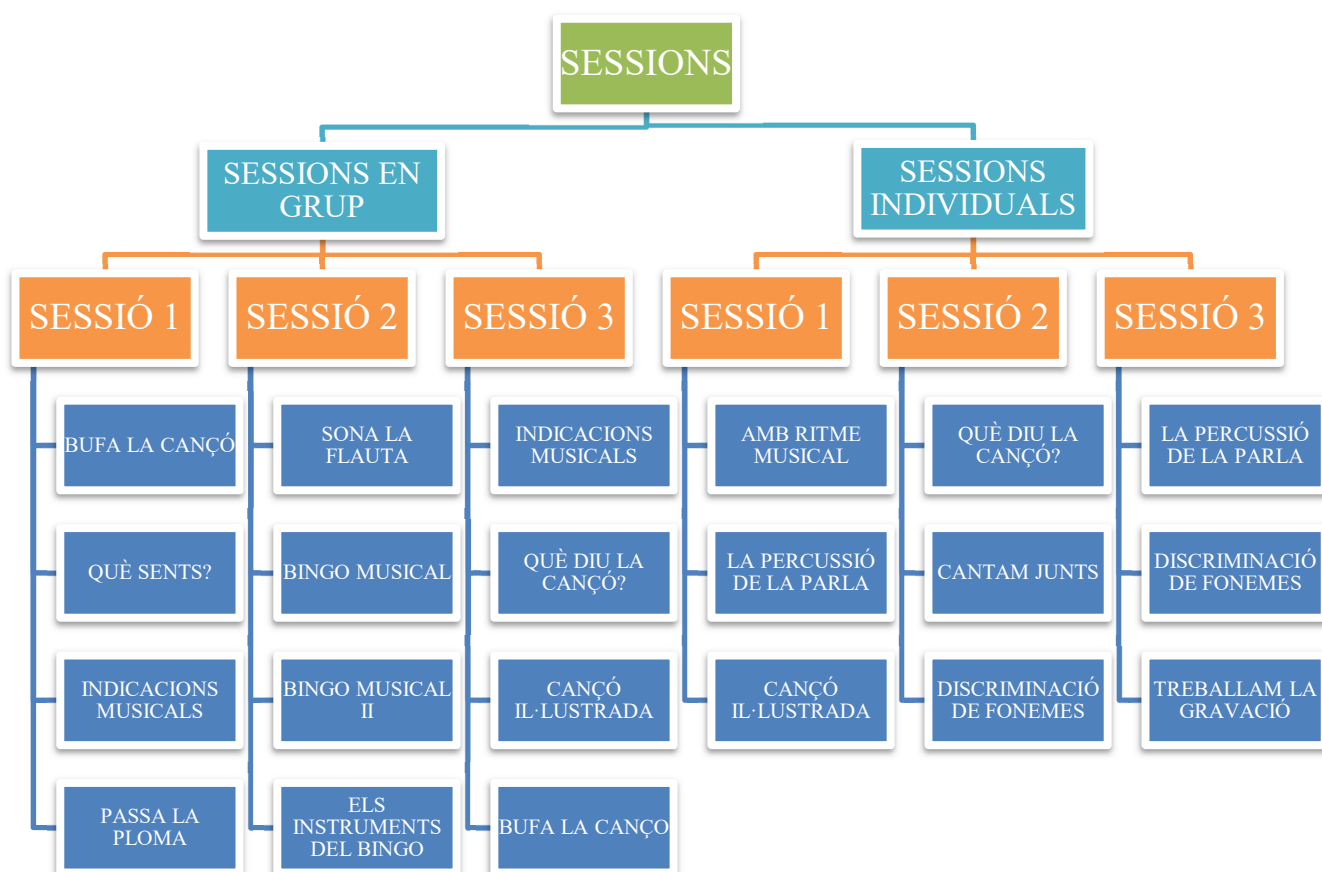 SESSIONS
SESSIONS EN
GRUP
SESSIONS
INDIVIDUALS
SESSIÓ 1
SESSIÓ 2
SESSIÓ 3
SESSIÓ 1
SESSIÓ 2
SESSIÓ 3
BUFA LA CANÇÓ
SONA LA
FLAUTA
INDICACIONS
MUSICALS
AMB RITME
MUSICAL
QUÈ DIU LA
CANÇÓ?
LA PERCUSSIÓ
DE LA PARLA
QUÈ SENTS?
BINGO MUSICAL
QUÈ DIU LA
CANÇÓ?
LA PERCUSSIÓ
DE LA PARLA
CANTAM JUNTS
DISCRIMINACIÓ
DE FONEMES
INDICACIONS
MUSICALS
BINGO MUSICAL
II
CANÇÓ
IL·LUSTRADA
CANÇÓ
IL·LUSTRADA
DISCRIMINACIÓ
DE FONEMES
TREBALLAM LA
GRAVACIÓ
PASSA LA
PLOMA
ELS
INSTRUMENTS
DEL BINGO
BUFA LA CANÇO